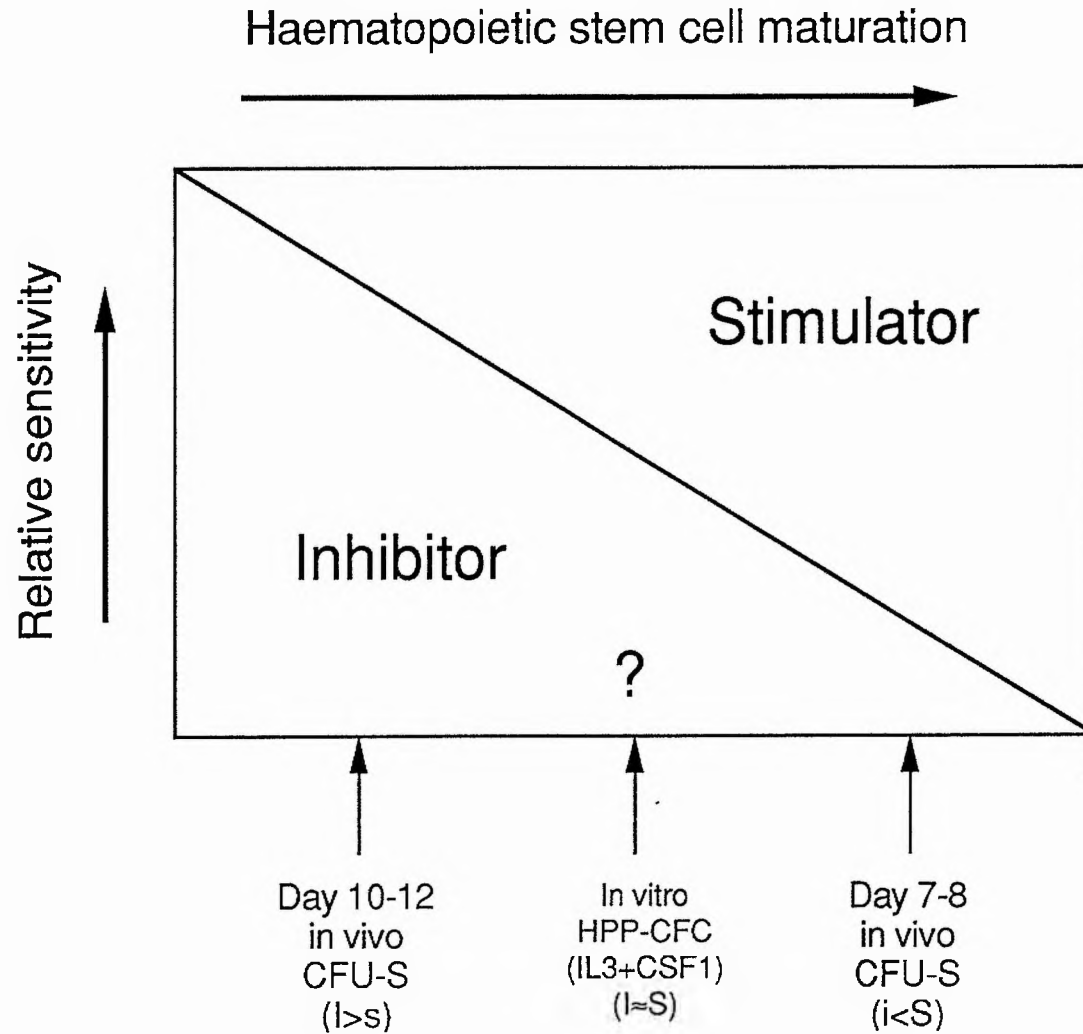 Haematopoietic stem cell maturation
Relative sensitivity
Stimulator
Inhibitor
?
Day 10-12
in vivo
CFU-S
(I>s)
In vitro
HPP-CFC
(IL3+CSF1)
(I≈S)
Day 7-8
in vivo
CFU-S
(i<S)